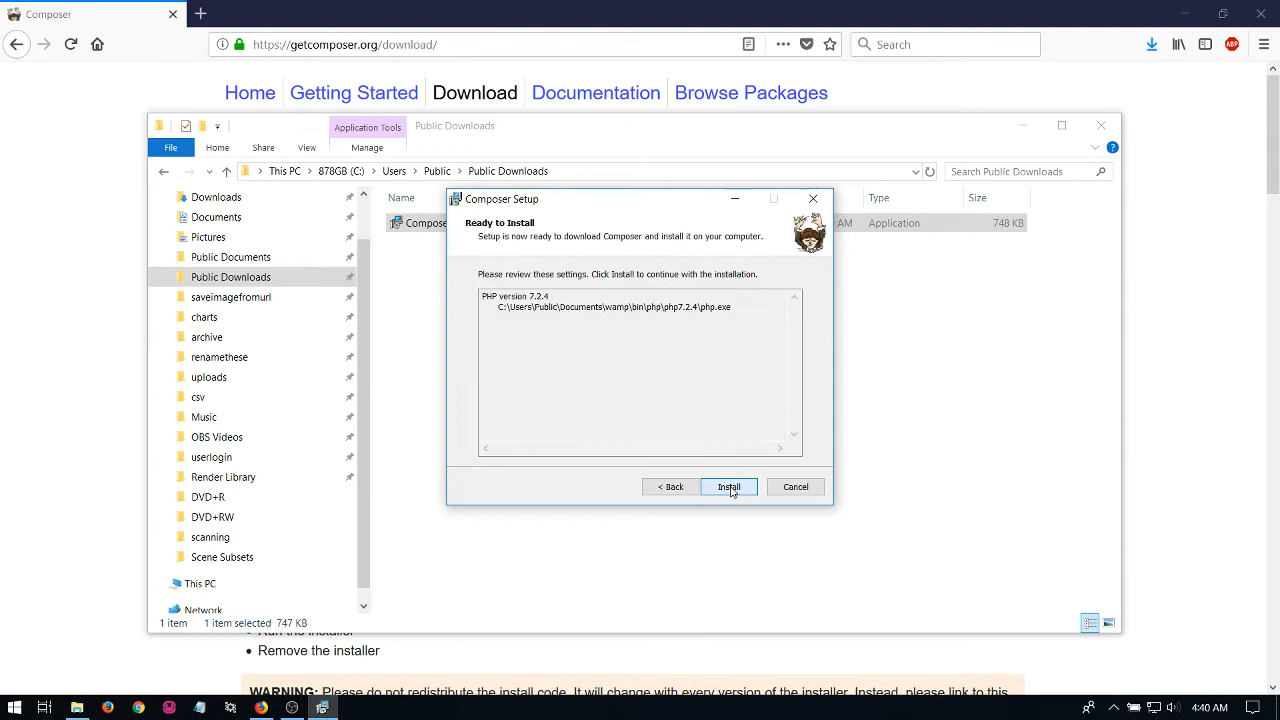 Composer
https://getcomposer.org/download/
Search
ABP
Home
Getting Started
Download
Documentation
Browse Packages
Application Tools
Public Downloads
File
Home
Share
View
Manage
This PC
878GB (C:)
Users
Public
Public Downloads
Search Public Downloads
Name
Type
Size
Compose
AM
Application
748 KB
Downloads
Documents
Pictures
Public Documents
Public Downloads
saveimagefromurl
charts
archive
renamethese
uploads
csv
Music
OBS Videos
userlogin
Render Library
DVD+R
DVD+RW
scanning
Scene Subsets
This PC
Network
1 item
1 item selected 747 KB
Composer Setup
Ready to Install
Setup is now ready to download Composer and install it on your computer.
Please review these settings. Click Install to continue with the installation.
PHP version 7.2.4
C:\Users\Public\Documents\wamp\bin\php\php7.2.4\php.exe
< Back
Install
Cancel
Run the installer
Remove the installer
WARNING: Please do not redistribute the install code. It will change with every version of the installer. Instead, please link to this
4:40 AM